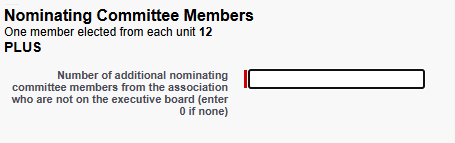 Nominating Committee Members
One member elected from each unit 12
PLUS
Number of additional nominating
committee members from the association
who are not on the executive board (enter
0 if none)